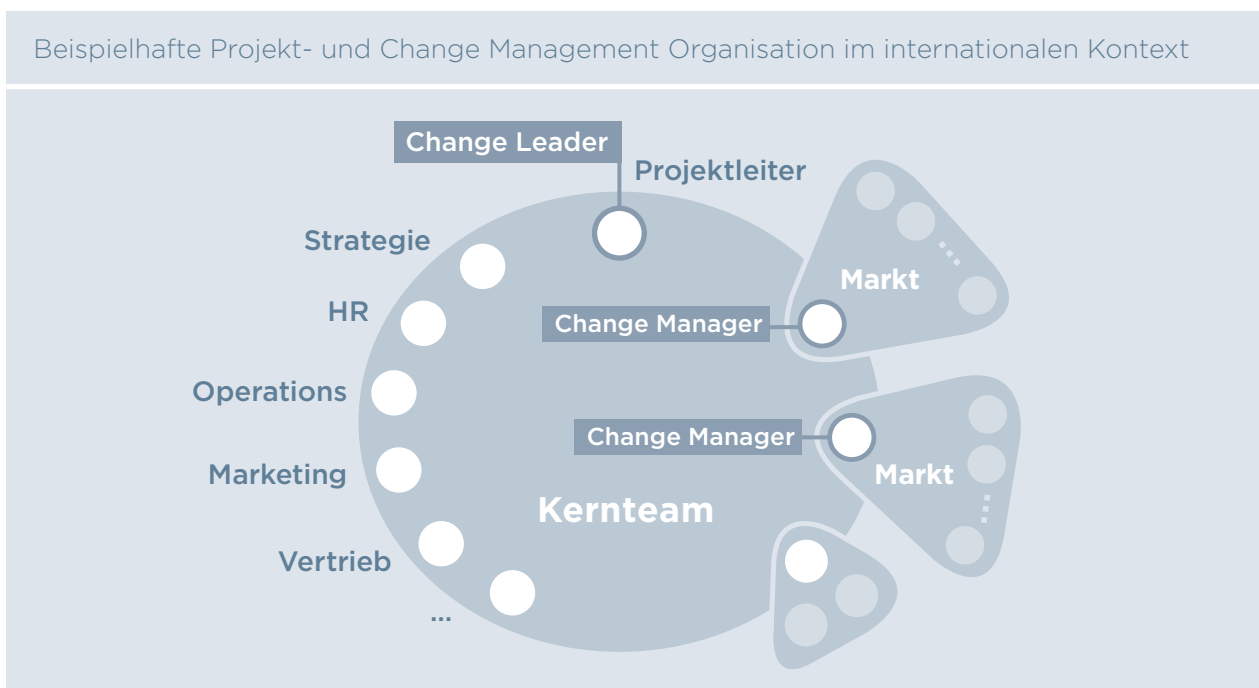 Beispielhafte Projekt- und Change Management Organisation im internationalen Kontext
Change Leader
Projektleiter
Strategie
HR
Operations
Marketing
Vertrieb
...
Markt
Change Manager
Change Manager
Markt
Kernteam